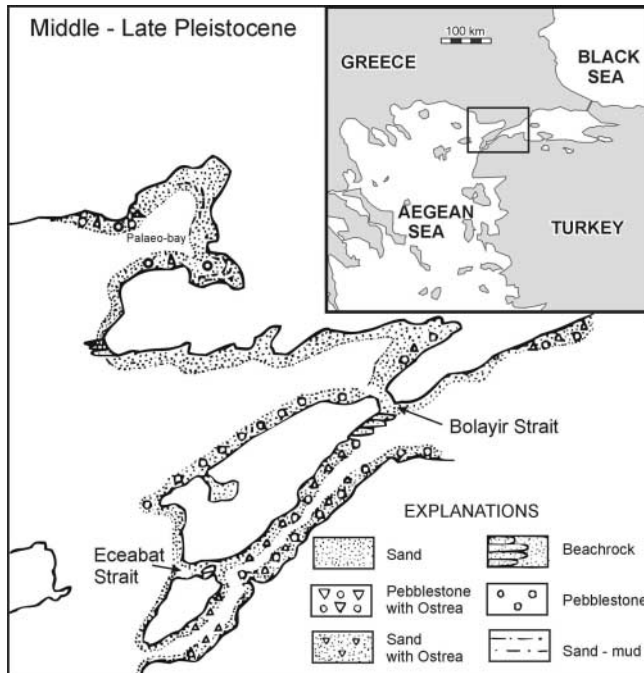 Middle - Late Pleistocene
100 km
GREECE
BLACK
SEA
AEGEAN
SEA
TURKEY
Palaeo-bay
Bolayir Strait
Eceabat
Strait
EXPLANATIONS
Sand
Beachrock
Pebblestone
with Ostrea
Pebblestone
Sand
with Ostrea
Sand - mud